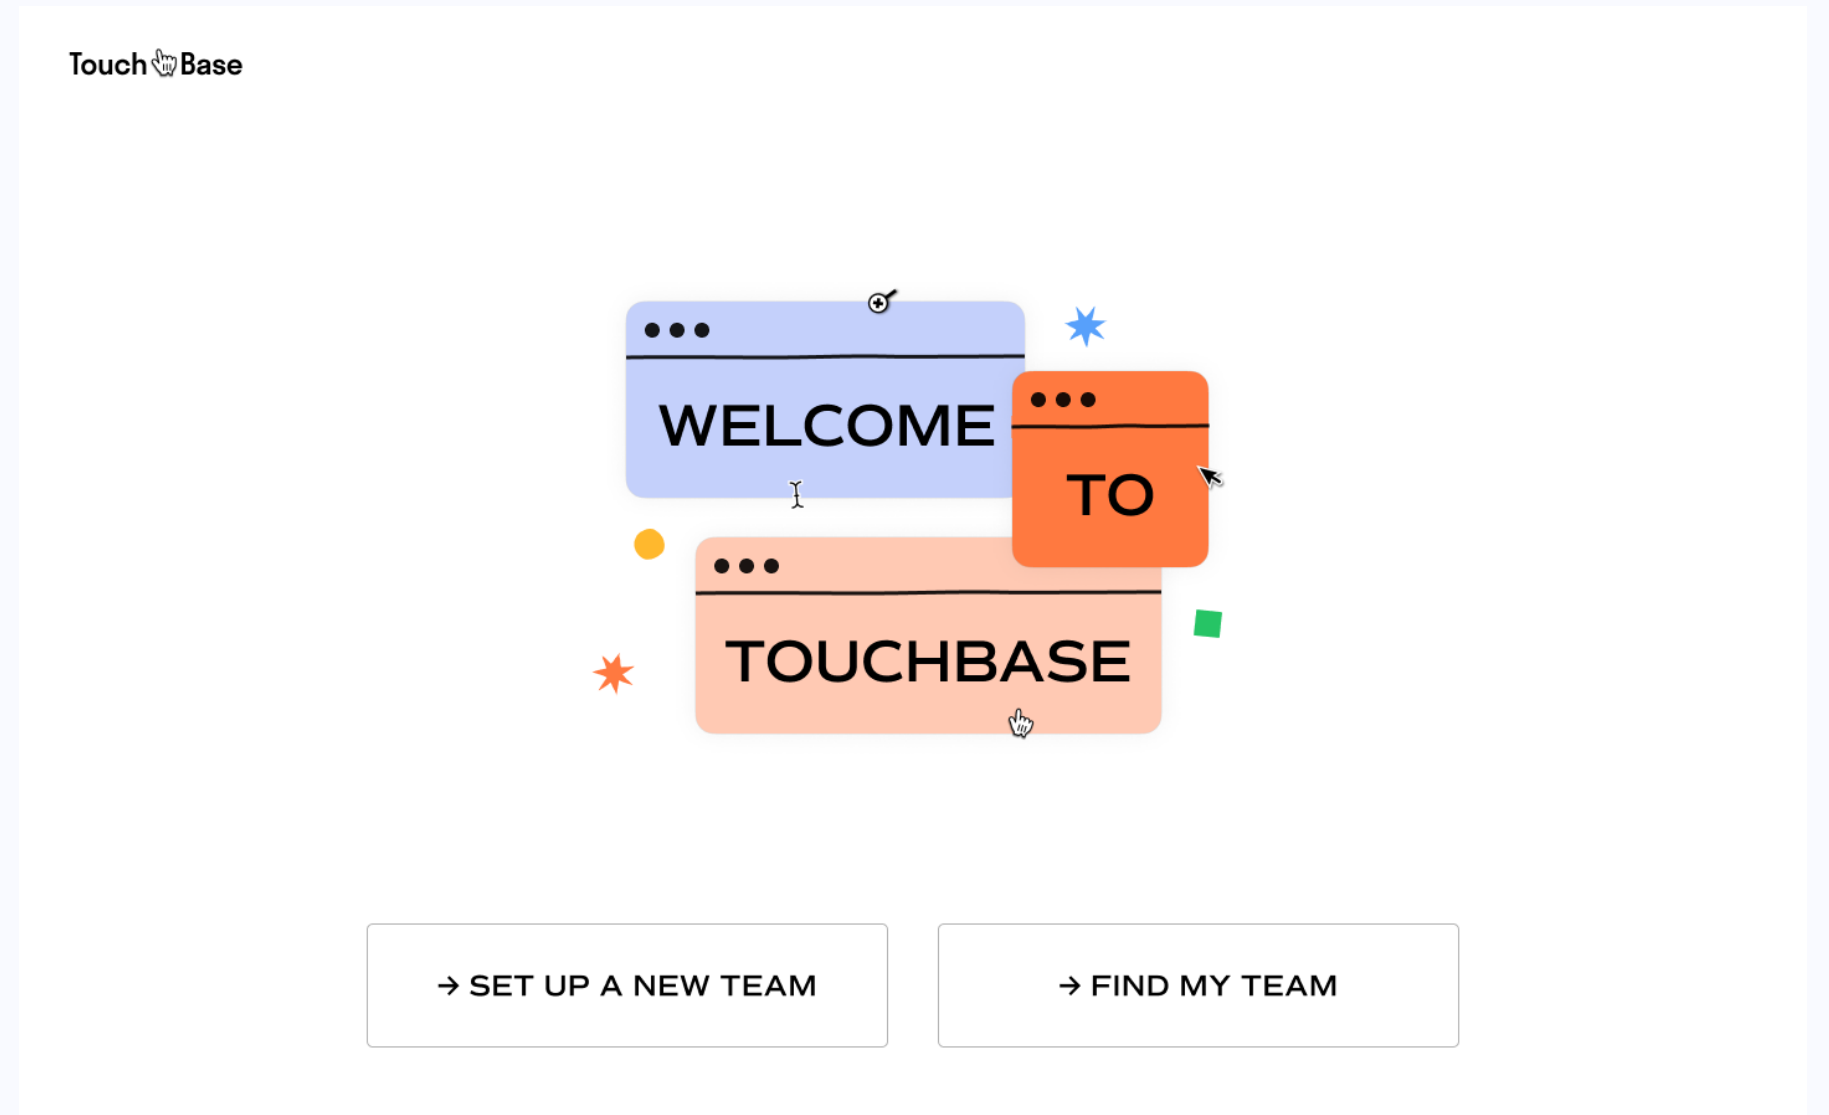 Touch Base
WELCOME
TO
TOUCHBASE
→ SET UP A NEW TEAM
→ FIND MY TEAM